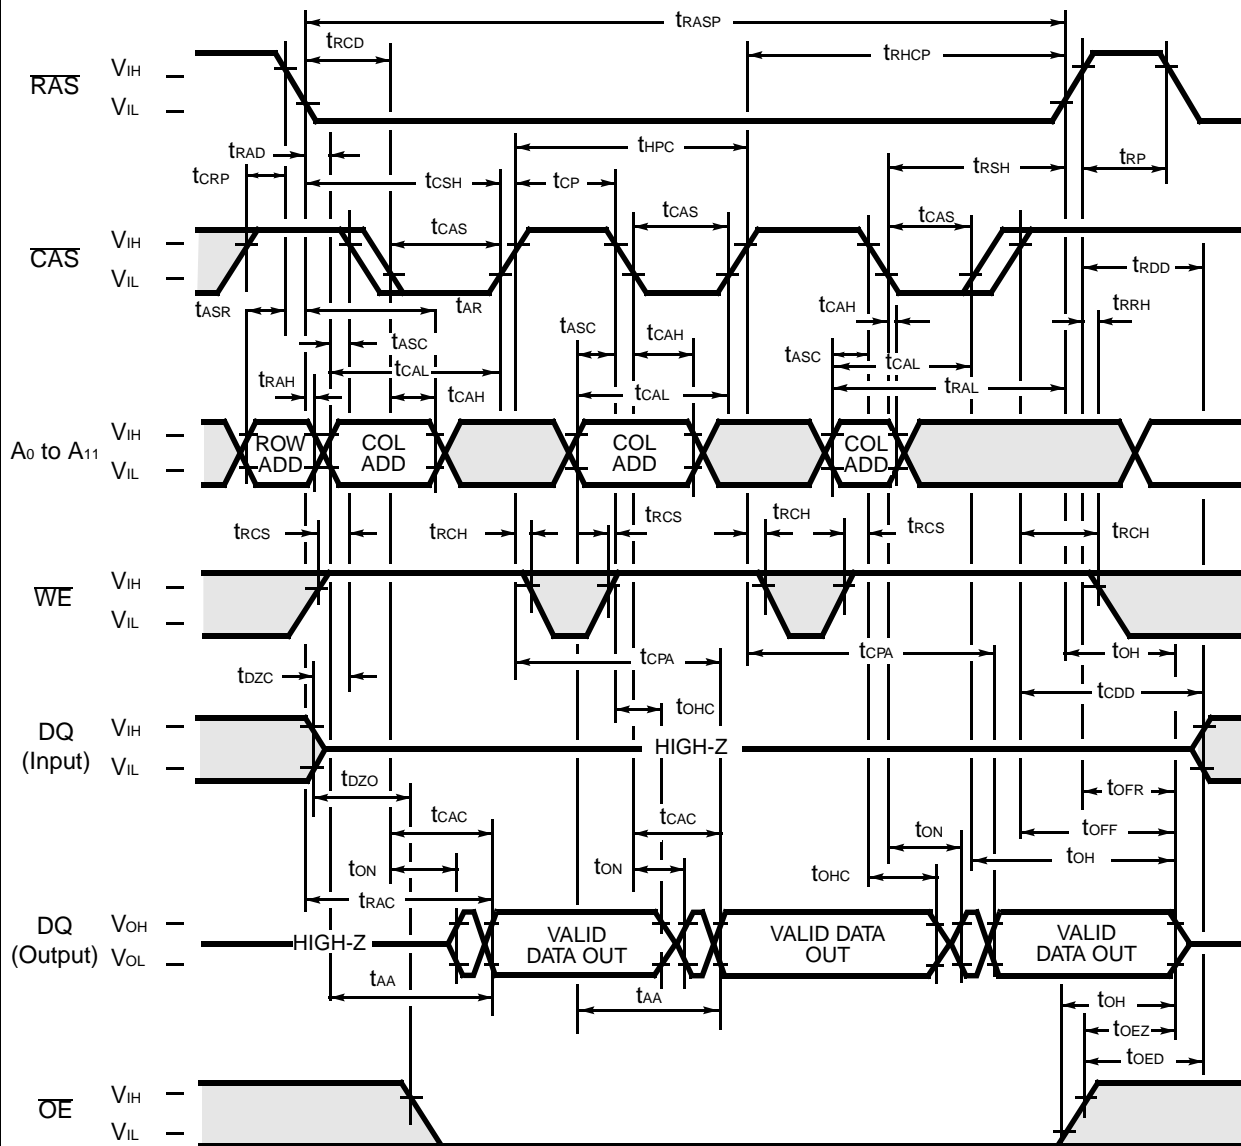 tRASP
tRCD
tRHCP
RAS
VIH
VIL
tRAD
tHPC
tCRP
tCSH
tCP
tRSH
tRP
tCAS
tCAS
tCAS
CAS
VIH
VIL
tRDD
tASR
tAR
tCAH
tRRH
tASC
tASC
tCAH
tASC
tCAL
tCAL
tRAH
tCAH
tCAL
tRAL
A0 to A11
VIH
VIL
ROW
ADD
COL
ADD
COL
ADD
COL
ADD
tRCS
tRCH
tRCS
tRCH
tRCS
tRCH
WE
VIH
VIL
tCPA
tCPA
tOH
tDZC
tCDD
tOHC
DQ
(Input)
VIH
VIL
HIGH-Z
tDZO
tOFR
tCAC
tCAC
tON
tOFF
tON
tON
tOHC
tOH
tRAC
DQ
(Output)
VOH
VOL
HIGH-Z
VALID
DATA OUT
VALID DATA
OUT
VALID
DATA OUT
tAA
tAA
tOH
tOEZ
tOED
OE
VIH
VIL